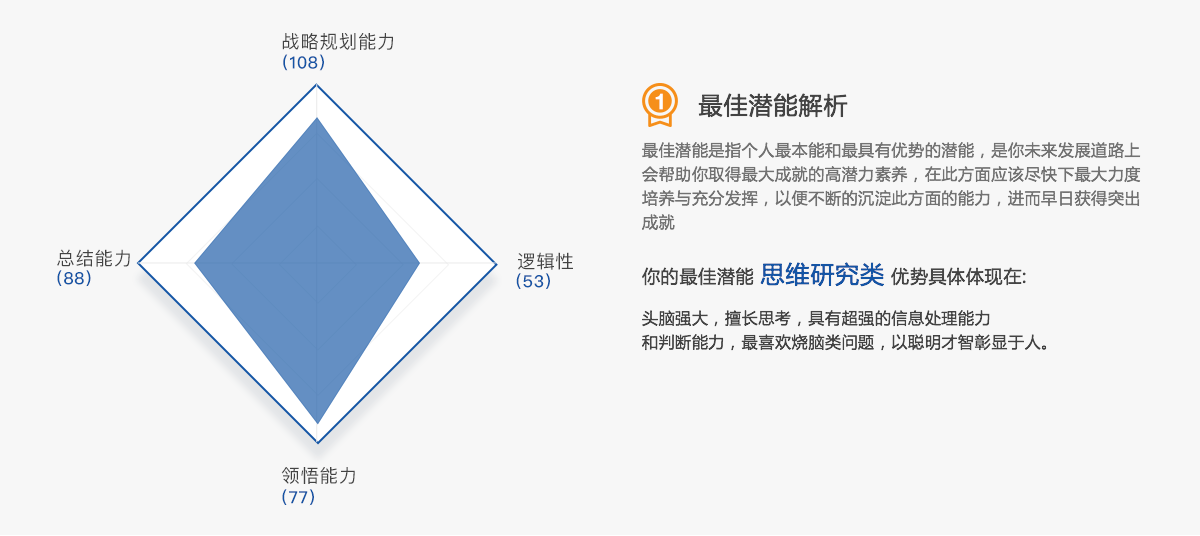 战略规划能力
(108)
总结能力
(88)
逻辑性
(53)
领悟能力
(77)
1
最佳潜能解析
最佳潜能是指个人最本能和最具有优势的潜能，是你未来发展道路上
会帮助你取得最大成就的高潜力素养，在此方面应该尽快下最大力度
培养与充分发挥，以便不断的沉淀此方面的能力，进而早日获得突出
成就
你的最佳潜能 思维研究类 优势具体体现在:
头脑强大，擅长思考，具有超强的信息处理能力
和判断能力，最喜欢烧脑类问题，以聪明才智彰显于人。